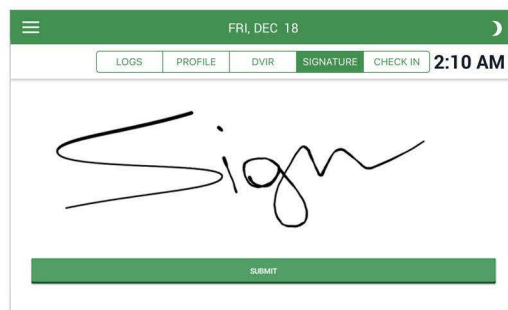 FRI, DEC 18
LOGS PROFILE DVIR SIGNATURE CHECK IN 2:10 AM
Sign
SUBMIT